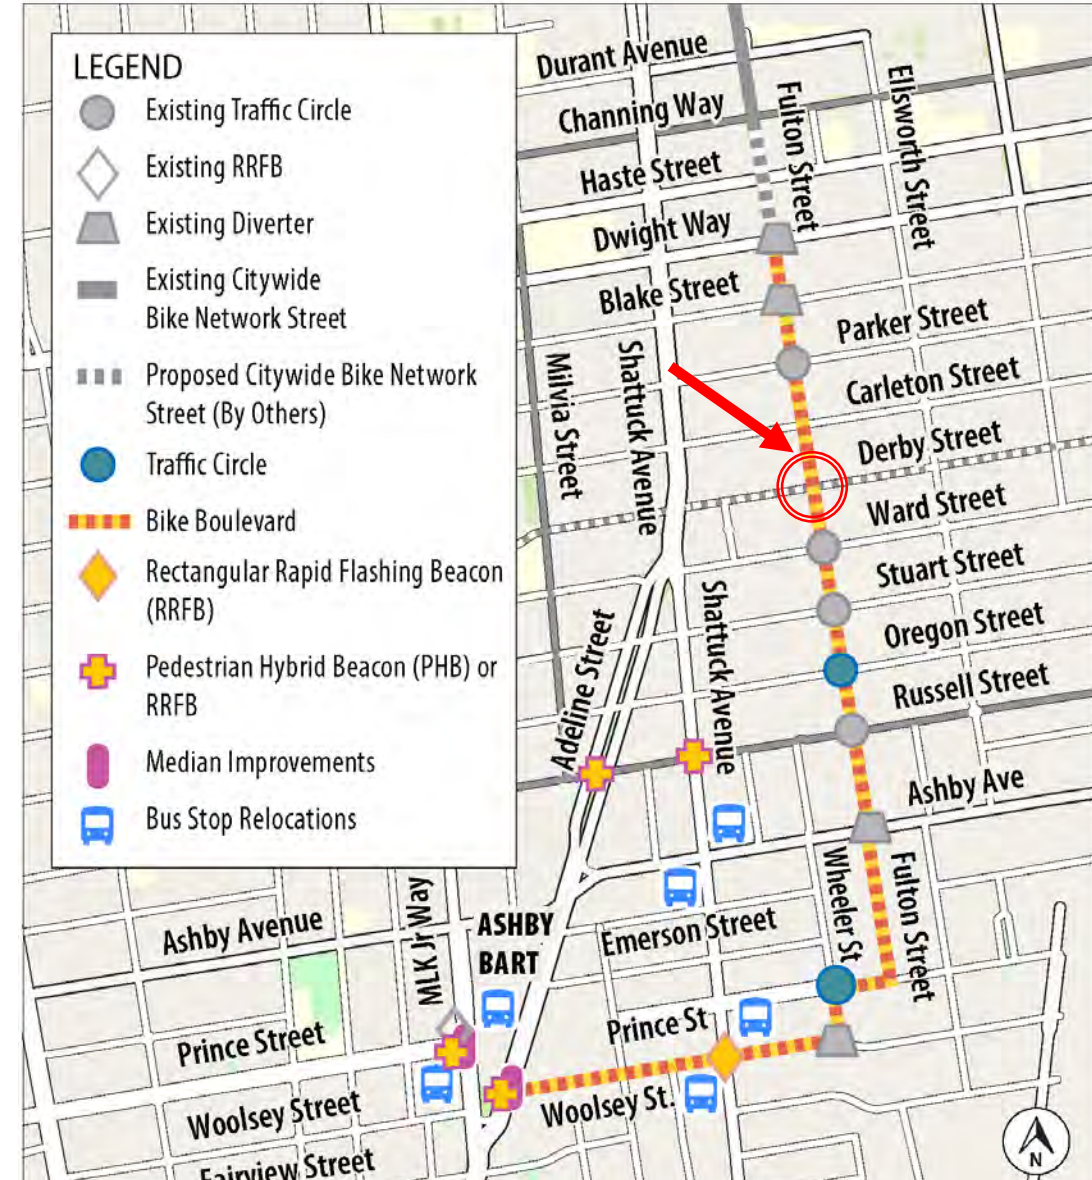 LEGEND
Existing Traffic Circle
Existing RRFB
Existing Diverter
Existing Citywide
Bike Network Street
Proposed Citywide Bike Network
Street (By Others)
Traffic Circle
Bike Boulevard
Rectangular Rapid Flashing Beacon
(RRFB)
Pedestrian Hybrid Beacon (PHB) or
RRFB
Median Improvements
Bus Stop Relocations
Durant Avenue
Channing Way
Haste Street
Dwight Way
Blake Street
Fulton Street
Ellsworth Street
Parker Street
Carleton Street
Derby Street
Ward Street
Stuart Street
Oregon Street
Russell Street
Ashby Ave
Milvia Street
Shattuck Avenue
Adeline Street
Shattuck Avenue
Wheeler St
Fulton Street
Ashby Avenue
MLK Jr Way
ASHBY
BART
Emerson Street
Prince Street
Prince St
Woolsey Street
Woolsey St.
Fairview Street
N